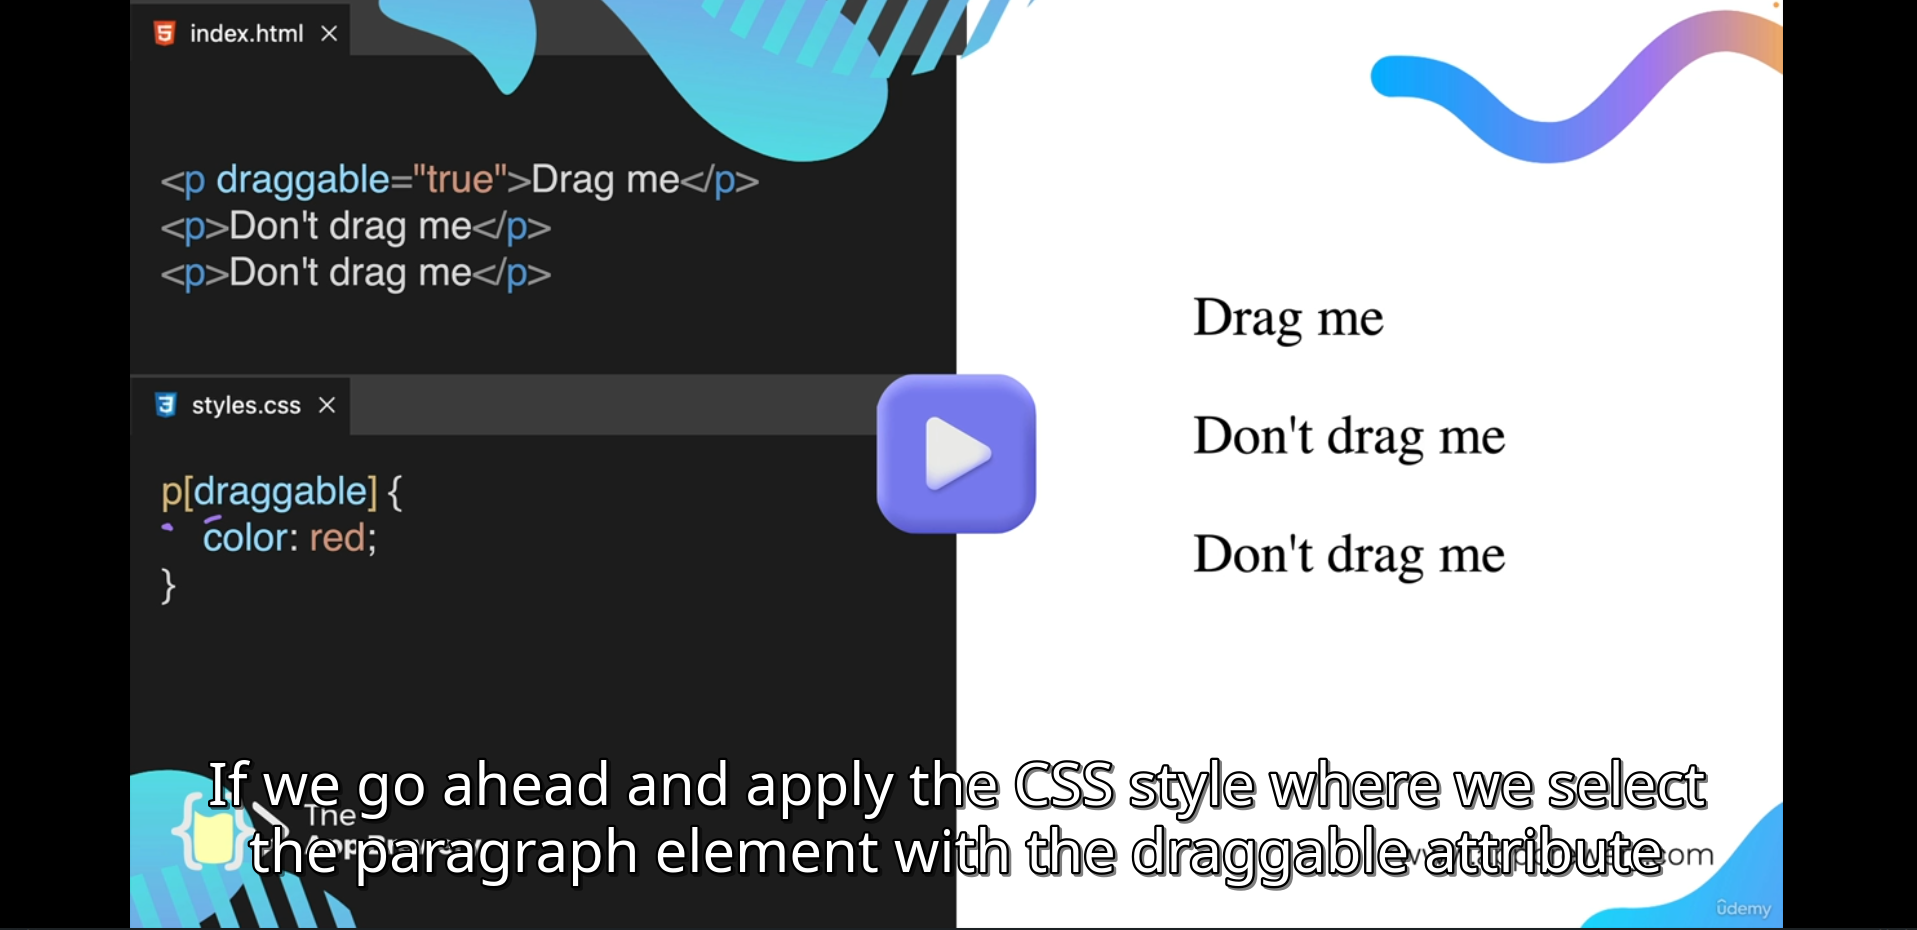 index.html
<p draggable="true">Drag me</p>
<p>Don't drag me</p>
<p>Don't drag me</p>
styles.css
p[draggable] {
color: red;
}
Drag me
Don't drag me
Don't drag me
If we go ahead and apply the CSS style where we select
the paragraph element with the draggable attribute
The
ûdemy